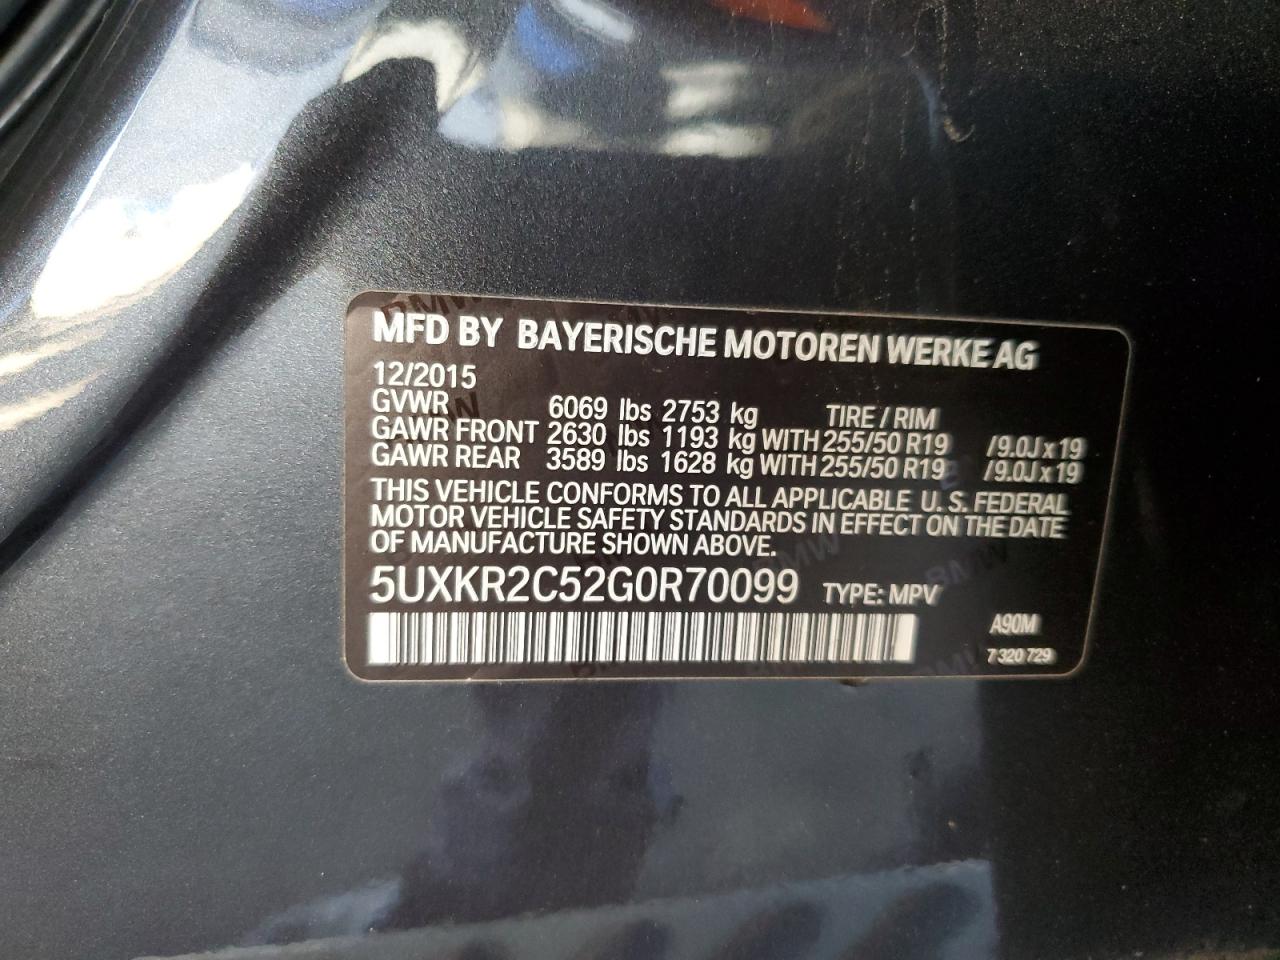 MFD BY BAYERISCHE MOTOREN WERKE AG
12/2015
GVWR 6069 lbs 2753 kg TIRE / RIM
GAWR FRONT 2630 lbs 1193 kg WITH 255/50 R19 /9.0J x 19
GAWR REAR 3589 lbs 1628 kg WITH 255/50 R19 /9.0J x 19
THIS VEHICLE CONFORMS TO ALL APPLICABLE U. S. FEDERAL
MOTOR VEHICLE SAFETY STANDARDS IN EFFECT ON THE DATE
OF MANUFACTURE SHOWN ABOVE.
5UXKR2C52G0R70099 TYPE: MPV
A90M
7 320 729